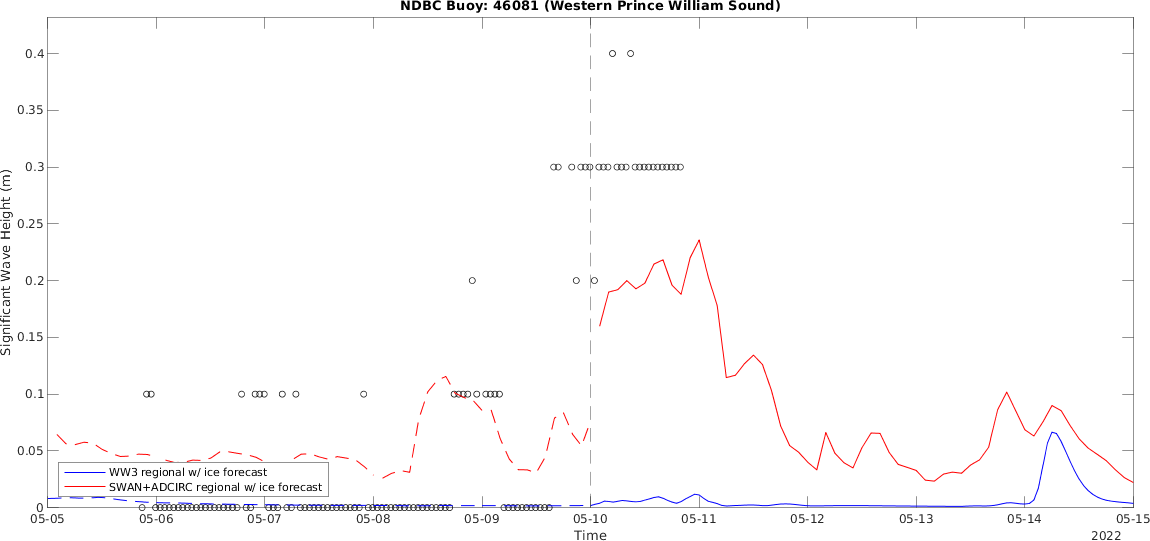 NDBC Buoy: 46081 (Western Prince William Sound)
Significant Wave Height (m)
0.4
0.35
0.3
0.25
0.2
0.15
0.1
0.05
0
WW3 regional w/ ice forecast
SWAN+ADCIRC regional w/ ice forecast
05-05 05-06 05-07 05-08 05-09 05-10 05-11 05-12 05-13 05-14 05-15
Time
2022